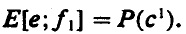 E[e; f₁] = P(c¹).